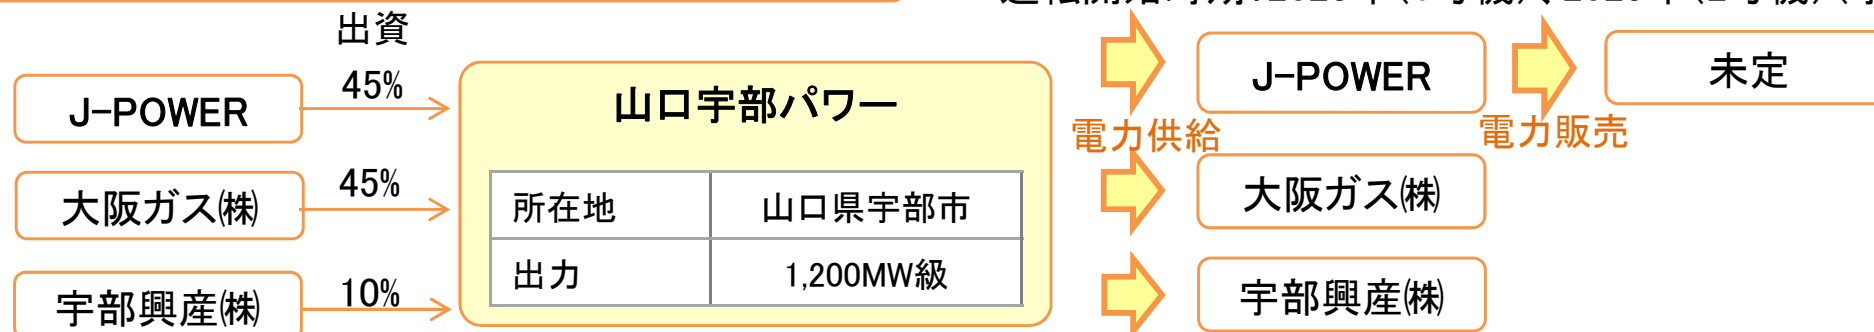 出資
J-POWER
45%
大阪ガス㈱
45%
宇部興産㈱
10%
山口宇部パワー
所在地 山口県宇部市
出力 1,200MW級
電力供給
J-POWER
大阪ガス㈱
宇部興産㈱
電力販売
未定